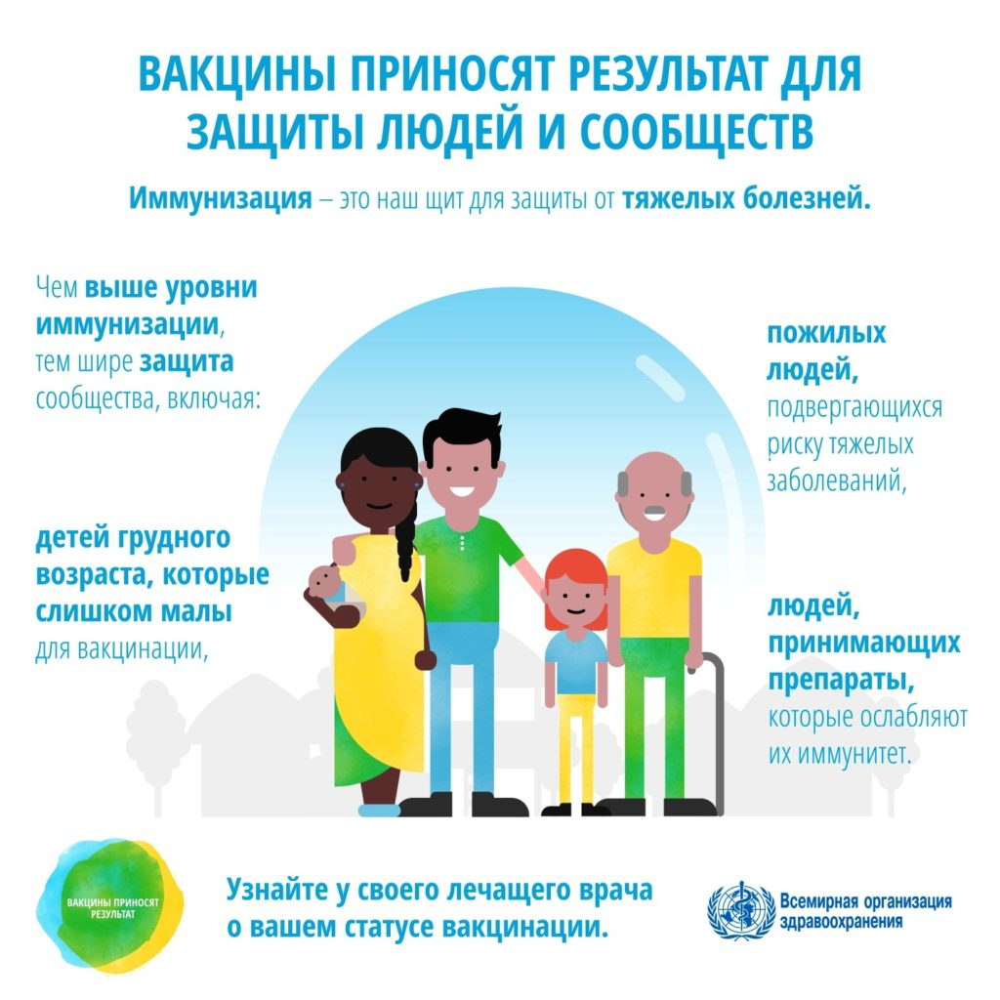 ВАКЦИНЫ ПРИНОСЯТ РЕЗУЛЬТАТ ДЛЯ
ЗАЩИТЫ ЛЮДЕЙ И СООБЩЕСТВ
Иммунизация – это наш щит для защиты от тяжелых болезней.
Чем выше уровни
иммунизации,
тем шире защита
сообщества, включая:
детей грудного
возраста, которые
слишком малы
для вакцинации,
пожилых
людей,
подвергающихся
риску тяжелых
заболеваний,
людей,
принимающих
препараты,
которые ослабляют
их иммунитет.
ВАКЦИНЫ ПРИНОСЯТ
РЕЗУЛЬТАТ
Узнайте у своего лечащего врача
о вашем статусе вакцинации.
Всемирная организация
здравоохранения